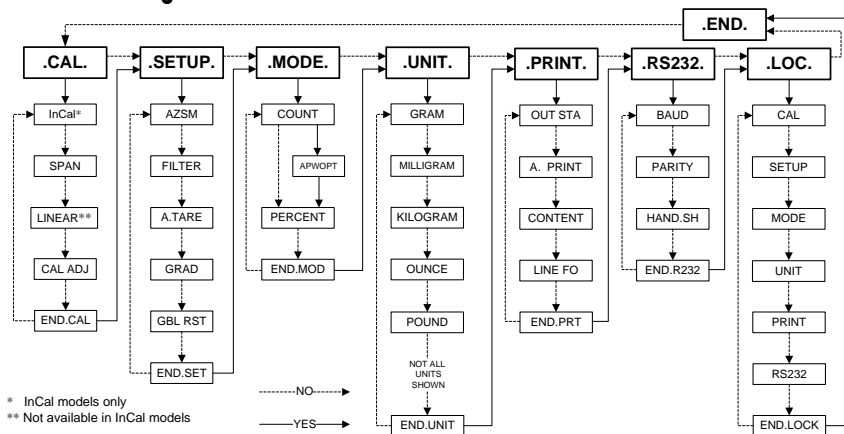 .END.
.CAL. .SETUP. .MODE. .UNIT. .PRINT. .RS232. .LOC.
InCal* AZSM COUNT GRAM OUT STA BAUD CAL
SPAN FILTER APWOPT MILLIGRAM A. PRINT PARITY SETUP
LINEAR** A.TARE PERCENT KILOGRAM CONTENT HAND.SH MODE
CAL ADJ GRAD END.MOD OUNCE LINE FO END.R232 UNIT
END.CAL GBL RST POUND END.PRT PRINT
END.SET NOT ALL
UNITS
SHOWN RS232
NO
* InCal models only
** Not available in InCal models
YES END.UNIT END.LOCK